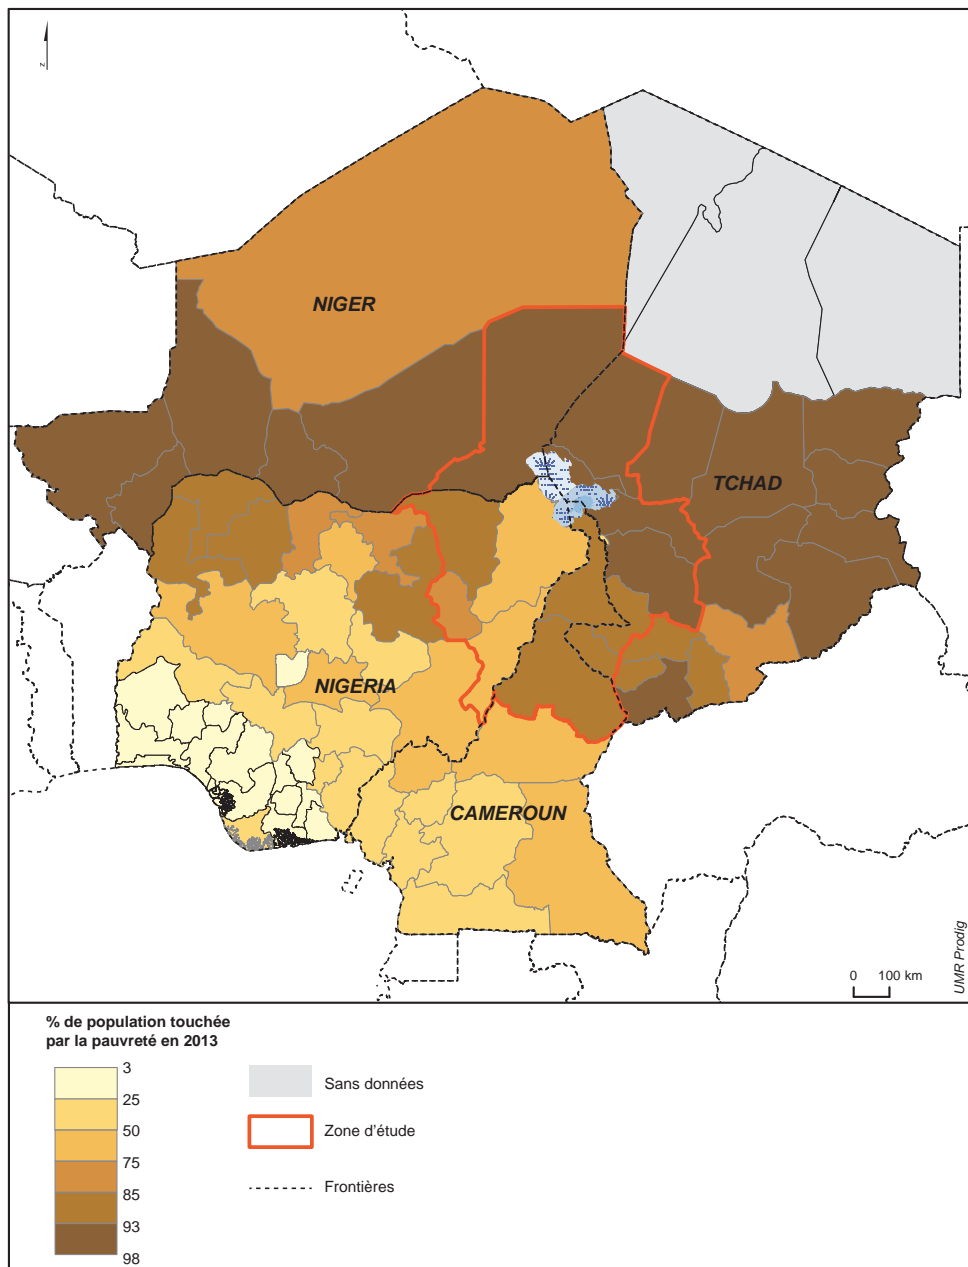 z
NIGER
TCHAD
NIGERIA
CAMEROUN
0 100 km
UMR Prodig
% de population touchée
par la pauvreté en 2013
3
25
50
75
85
93
98
Sans données
Zone d'étude
Frontières